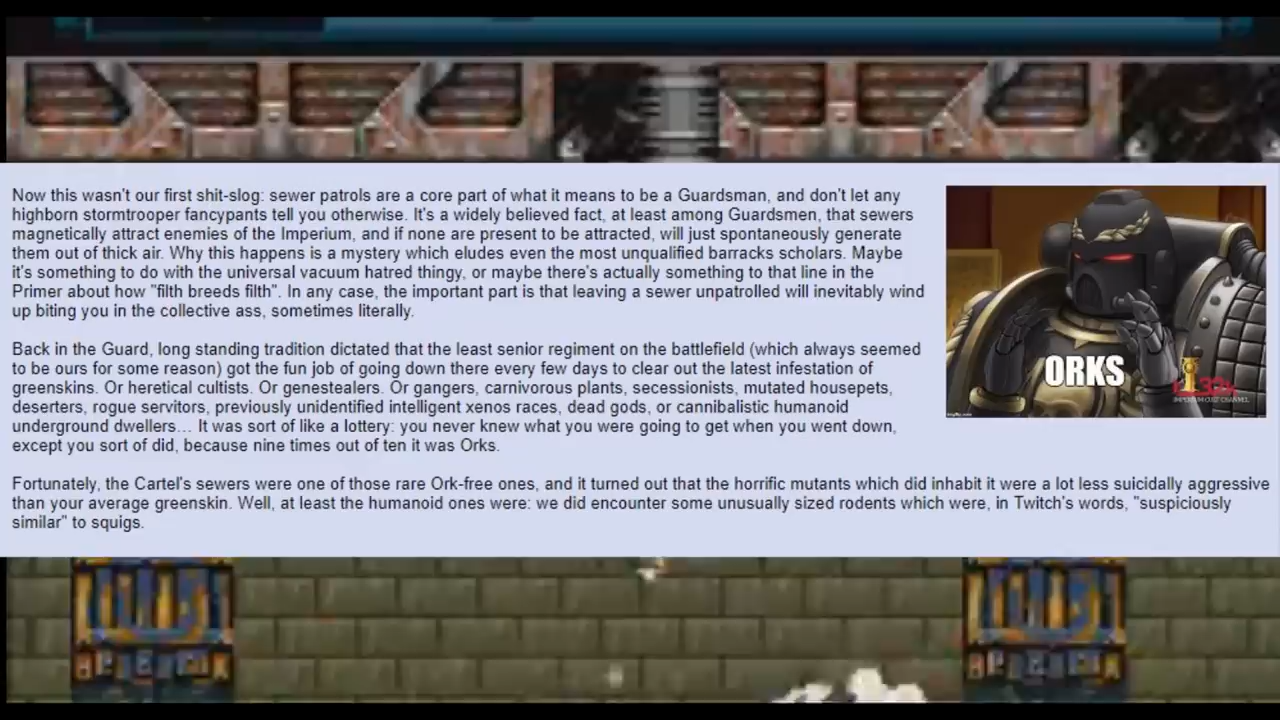 Now this wasn't our first shit-slog: sewer patrols are a core part of what it means to be a Guardsman, and don't let any
highborn stormtrooper fancypants tell you otherwise. It's a widely believed fact, at least among Guardsmen, that sewers
magnetically attract enemies of the Imperium, and if none are present to be attracted, will just spontaneously generate
them out of thick air. Why this happens is a mystery which eludes even the most unqualified barracks scholars. Maybe
it's something to do with the universal vacuum hatred thingy, or maybe there's actually something to that line in the
Primer about how "filth breeds filth". In any case, the important part is that leaving a sewer unpatrolled will inevitably wind
up biting you in the collective ass, sometimes literally.
Back in the Guard, long standing tradition dictated that the least senior regiment on the battlefield (which always seemed
to be ours for some reason) got the fun job of going down there every few days to clear out the latest infestation of
greenskins. Or heretical cultists. Or genestealers. Or gangers, carnivorous plants, secessionists, mutated housepets,
deserters, rogue servitors, previously unidentified intelligent xenos races, dead gods, or cannibalistic humanoid
underground dwellers... It was sort of like a lottery: you never knew what you were going to get when you went down,
except you sort of did, because nine times out of ten it was Orks.
Fortunately, the Cartel's sewers were one of those rare Ork-free ones, and it turned out that the horrific mutants which did inhabit it were a lot less suicidally aggressive
than your average greenskin. Well, at least the humanoid ones were: we did encounter some unusually sized rodents which were, in Twitch's words, "suspiciously
similar" to squigs.
ORKS